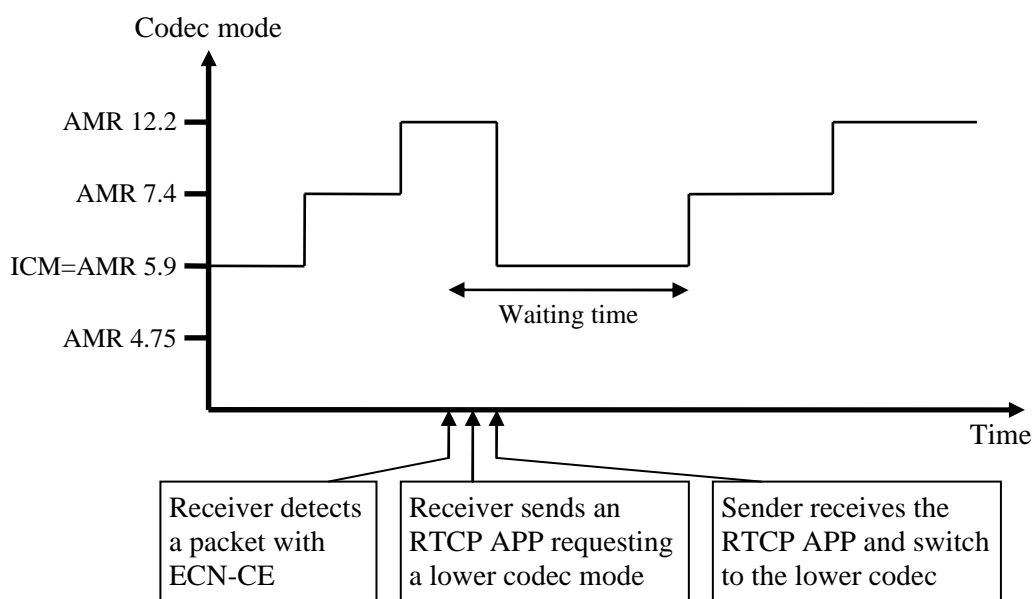 Codec mode
AMR 12.2
AMR 7.4
ICM=AMR 5.9
AMR 4.75
Waiting time
Time
Receiver detects
a packet with
ECN-CE
Receiver sends an
RTCP APP requesting
a lower codec mode
Sender receives the
RTCP APP and switch
to the lower codec